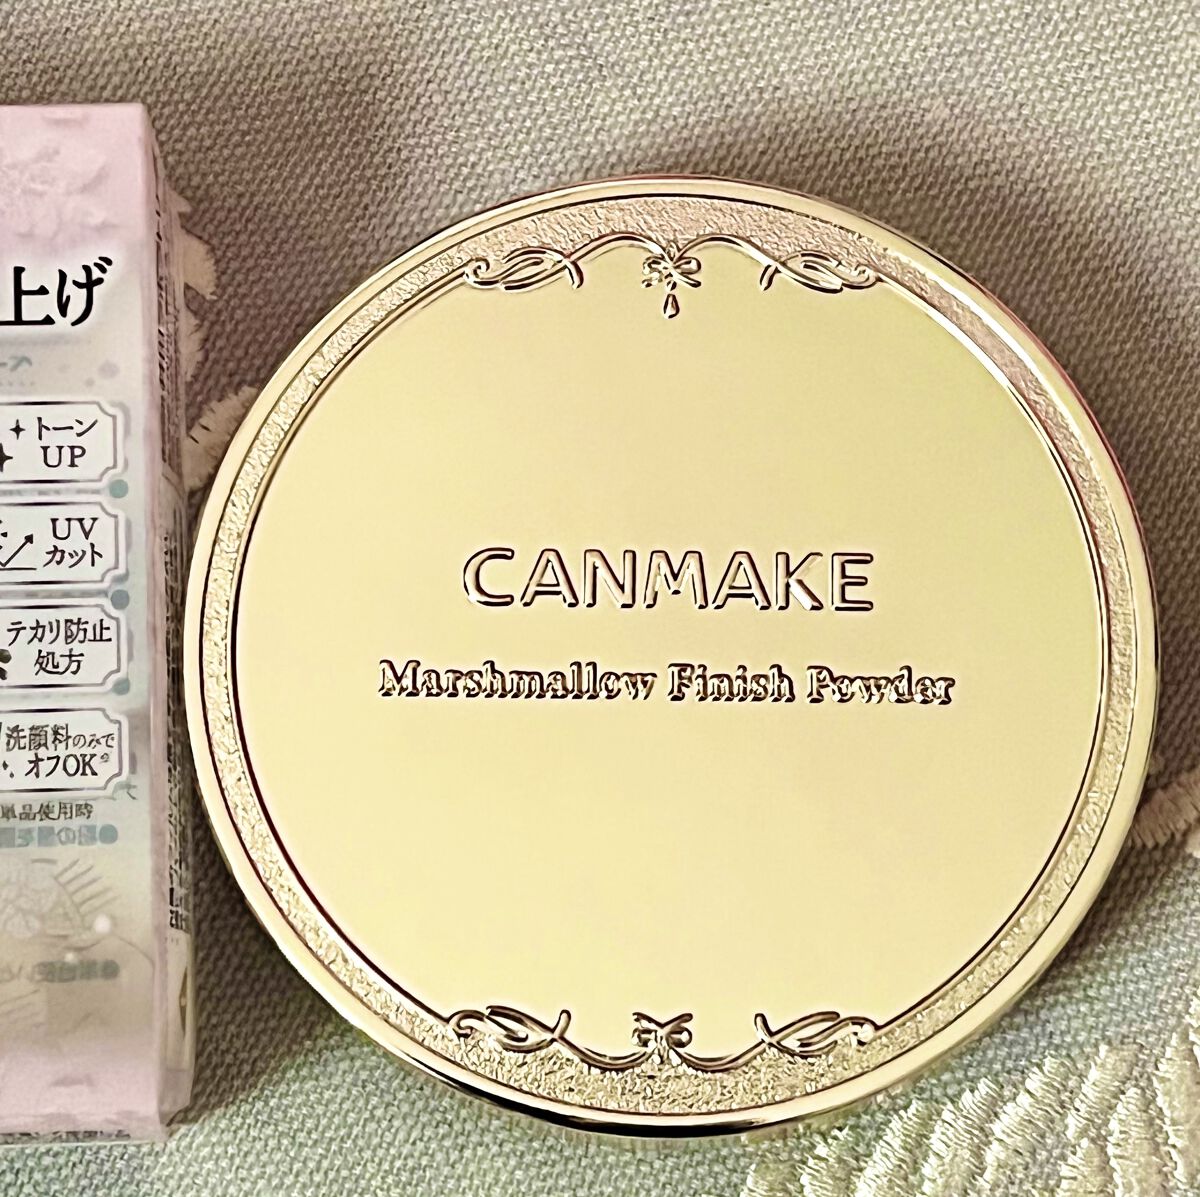 上げ
トーン
UP
UV
カット
テカリ防止
処方
洗顔料のみで
オフOK
単品使用時
CANMAKE
Marshmallow Finish Powder